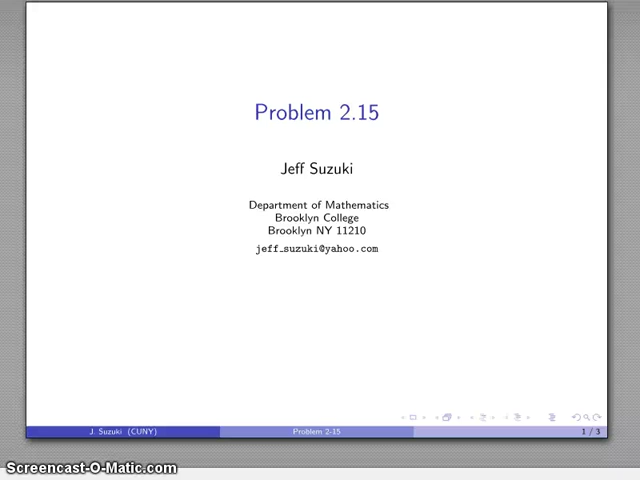 Problem 2.15
Jeff Suzuki
Department of Mathematics
Brooklyn College
Brooklyn NY 11210
jeff_suzuki@yahoo.com
J. Suzuki (CUNY)
Problem 2-15
1 / 3
Screencast-O-Matic.com